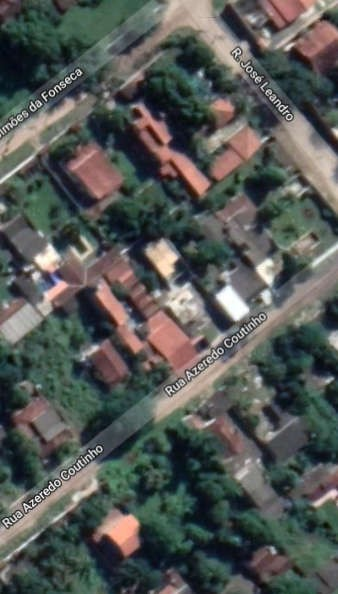 imões da Fonseca
R. José Leandro
Rua Azeredo Coutinho
Rua Azeredo Coutinho